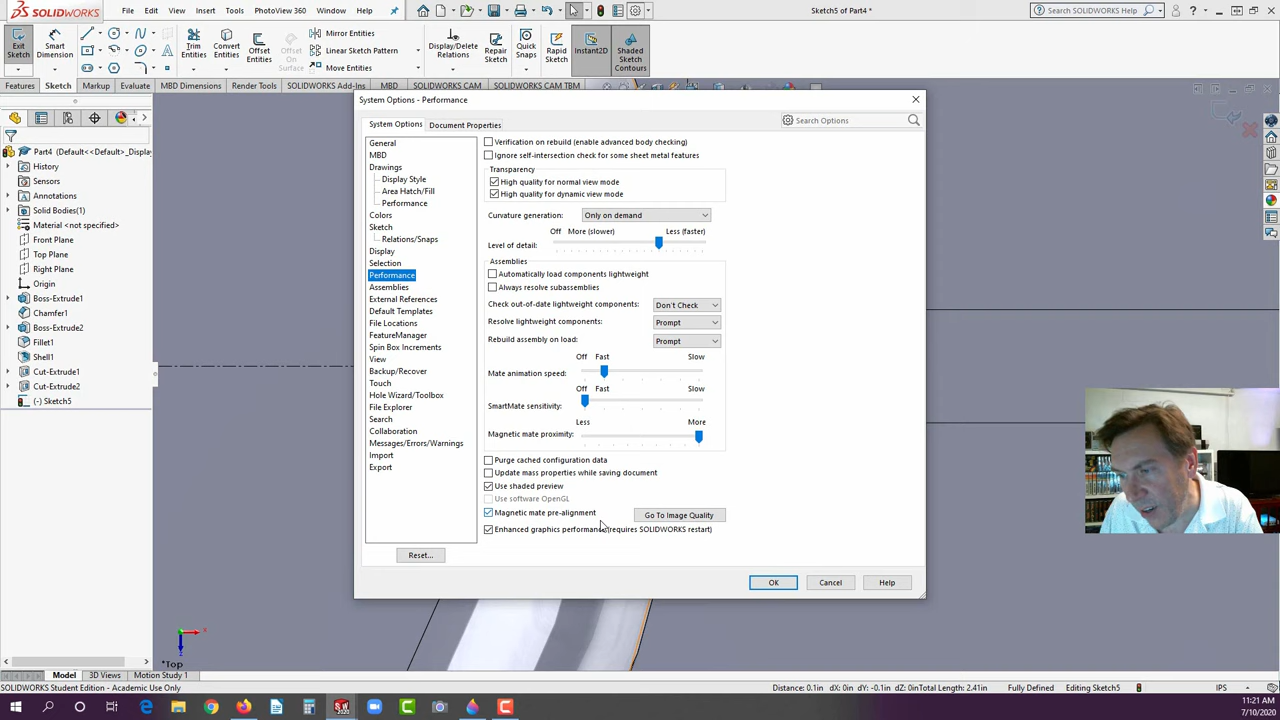 SOLIDWORKS File Edit View Insert Tools PhotoView 360 Window Help Sketch5 of Part4 * Search SOLIDWORKS Help
Exit Sketch
Smart Dimension
Trim Entities
Convert Entities
Offset Entities
Offset On Surface
Mirror Entities
Linear Sketch Pattern
Move Entities
Display/Delete Relations
Repair Sketch
Quick Snaps
Rapid Sketch
Instant2D
Shaded Sketch Contours
Features Sketch Markup Evaluate MBD Dimensions Render Tools SOLIDWORKS Add-Ins MBD SOLIDWORKS CAM SOLIDWORKS CAM TBM
Part4 (Default<<Default>_Displa
History
Sensors
Annotations
Solid Bodies(1)
Material <not specified>
Front Plane
Top Plane
Right Plane
Origin
Boss-Extrude1
Chamfer1
Boss-Extrude2
Fillet1
Shell1
Cut-Extrude1
Cut-Extrude2
(-) Sketch5
System Options - Performance
System Options Document Properties Search Options
General
MBD
Drawings
Display Style
Area Hatch/Fill
Performance
Colors
Sketch
Relations/Snaps
Display
Selection
Performance
Assemblies
External References
Default Templates
File Locations
FeatureManager
Spin Box Increments
View
Backup/Recover
Touch
Hole Wizard/Toolbox
File Explorer
Search
Collaboration
Messages/Errors/Warnings
Import
Export
Reset...
Verification on rebuild (enable advanced body checking)
Ignore self-intersection check for some sheet metal features
Transparency
High quality for normal view mode
High quality for dynamic view mode
Curvature generation: Only on demand
Off More (slower) Less (faster)
Level of detail:
Assemblies
Automatically load components lightweight
Always resolve subassemblies
Check out-of-date lightweight components: Don't Check
Resolve lightweight components: Prompt
Rebuild assembly on load: Prompt
Off Fast Slow
Mate animation speed:
Off Fast Slow
SmartMate sensitivity:
Less More
Magnetic mate proximity:
Purge cached configuration data
Update mass properties while saving document
Use shaded preview
Use software OpenGL
Magnetic mate pre-alignment Go To Image Quality
Enhanced graphics performance (requires SOLIDWORKS restart)
OK Cancel Help
*Top
Model 3D Views Motion Study 1
SOLIDWORKS Student Edition - Academic Use Only Distance: 0.1in dX: 0in dY: -0.1in dZ: 0inTotal Length: 2.41in Fully Defined Editing Sketch5 IPS
11:21 AM
7/10/2020